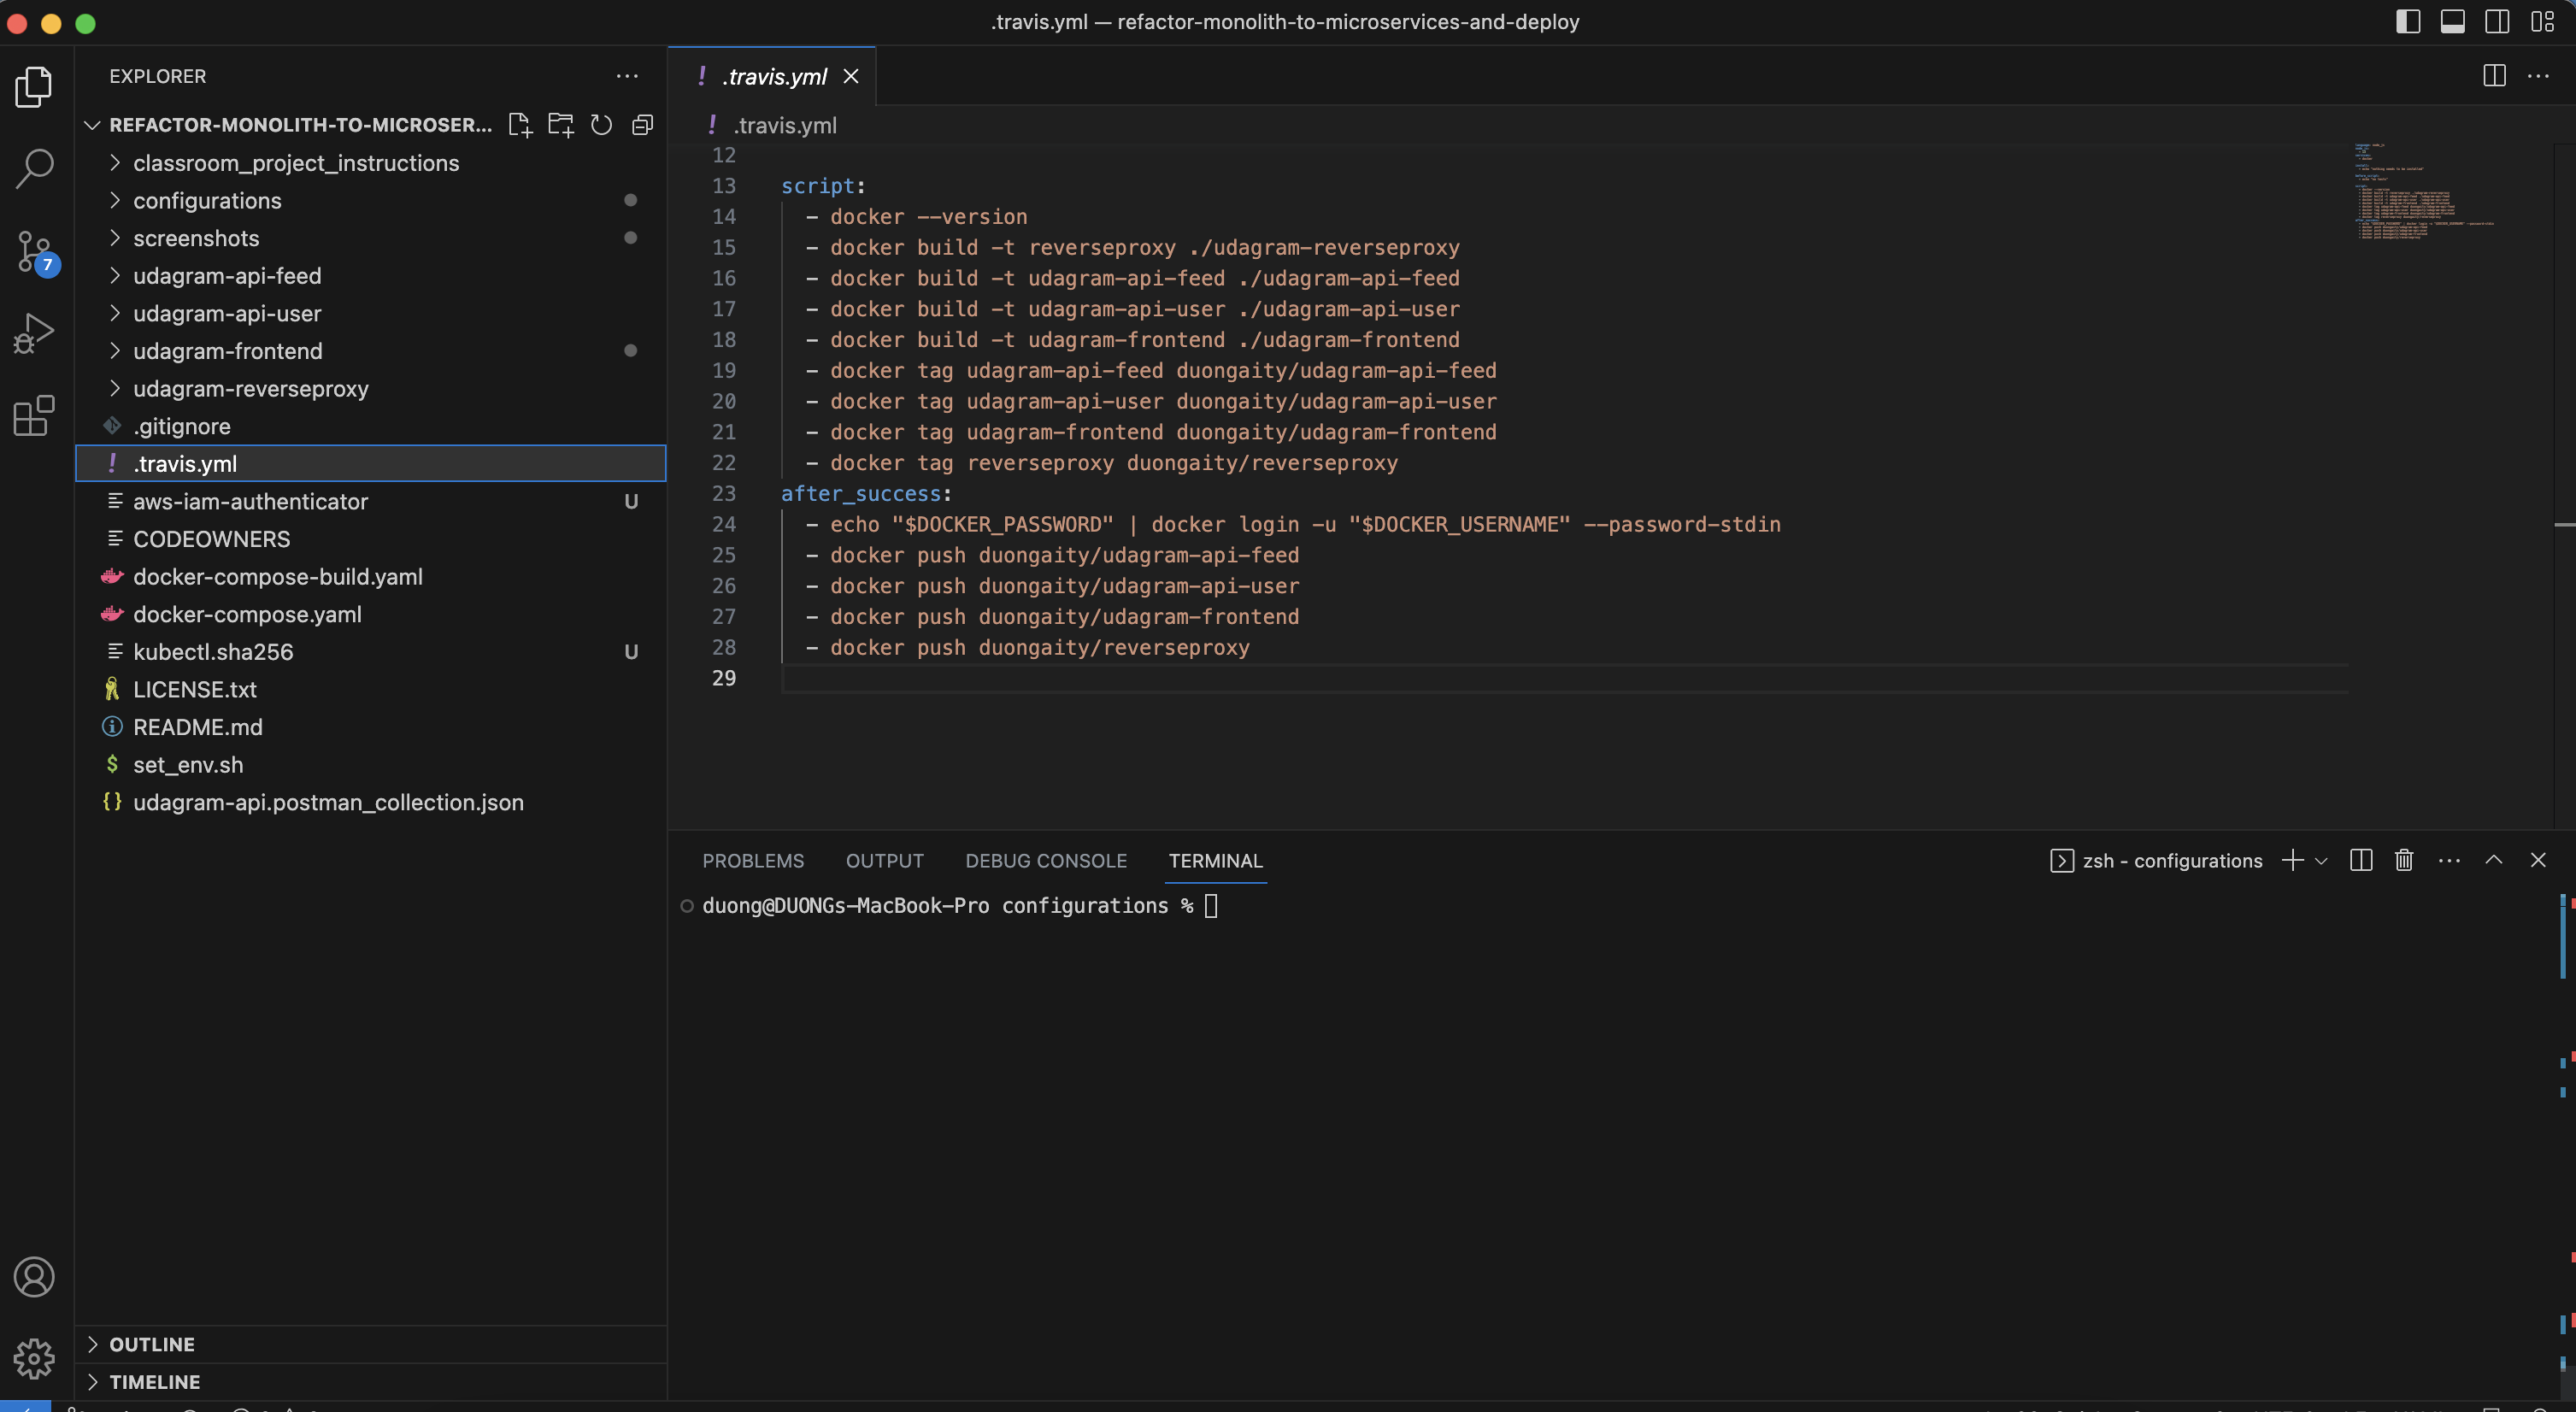 .travis.yml — refactor-monolith-to-microservices-and-deploy
EXPLORER
REFACTOR-MONOLITH-TO-MICROSER...
classroom_project_instructions
configurations
screenshots
udagram-api-feed
udagram-api-user
udagram-frontend
udagram-reverseproxy
.gitignore
! .travis.yml
aws-iam-authenticator U
CODEOWNERS
docker-compose-build.yaml
docker-compose.yaml
kubectl.sha256 U
LICENSE.txt
README.md
$ set_env.sh
{} udagram-api.postman_collection.json
OUTLINE
TIMELINE
7
! .travis.yml
! .travis.yml
12
13 script:
14 - docker --version
15 - docker build -t reverseproxy ./udagram-reverseproxy
16 - docker build -t udagram-api-feed ./udagram-api-feed
17 - docker build -t udagram-api-user ./udagram-api-user
18 - docker build -t udagram-frontend ./udagram-frontend
19 - docker tag udagram-api-feed duongaity/udagram-api-feed
20 - docker tag udagram-api-user duongaity/udagram-api-user
21 - docker tag udagram-frontend duongaity/udagram-frontend
22 - docker tag reverseproxy duongaity/reverseproxy
23 after_success:
24 - echo "$DOCKER_PASSWORD" | docker login -u "$DOCKER_USERNAME" --password-stdin
25 - docker push duongaity/udagram-api-feed
26 - docker push duongaity/udagram-api-user
27 - docker push duongaity/udagram-frontend
28 - docker push duongaity/reverseproxy
29
PROBLEMS OUTPUT DEBUG CONSOLE TERMINAL
zsh - configurations
duong@DUONGs-MacBook-Pro configurations %